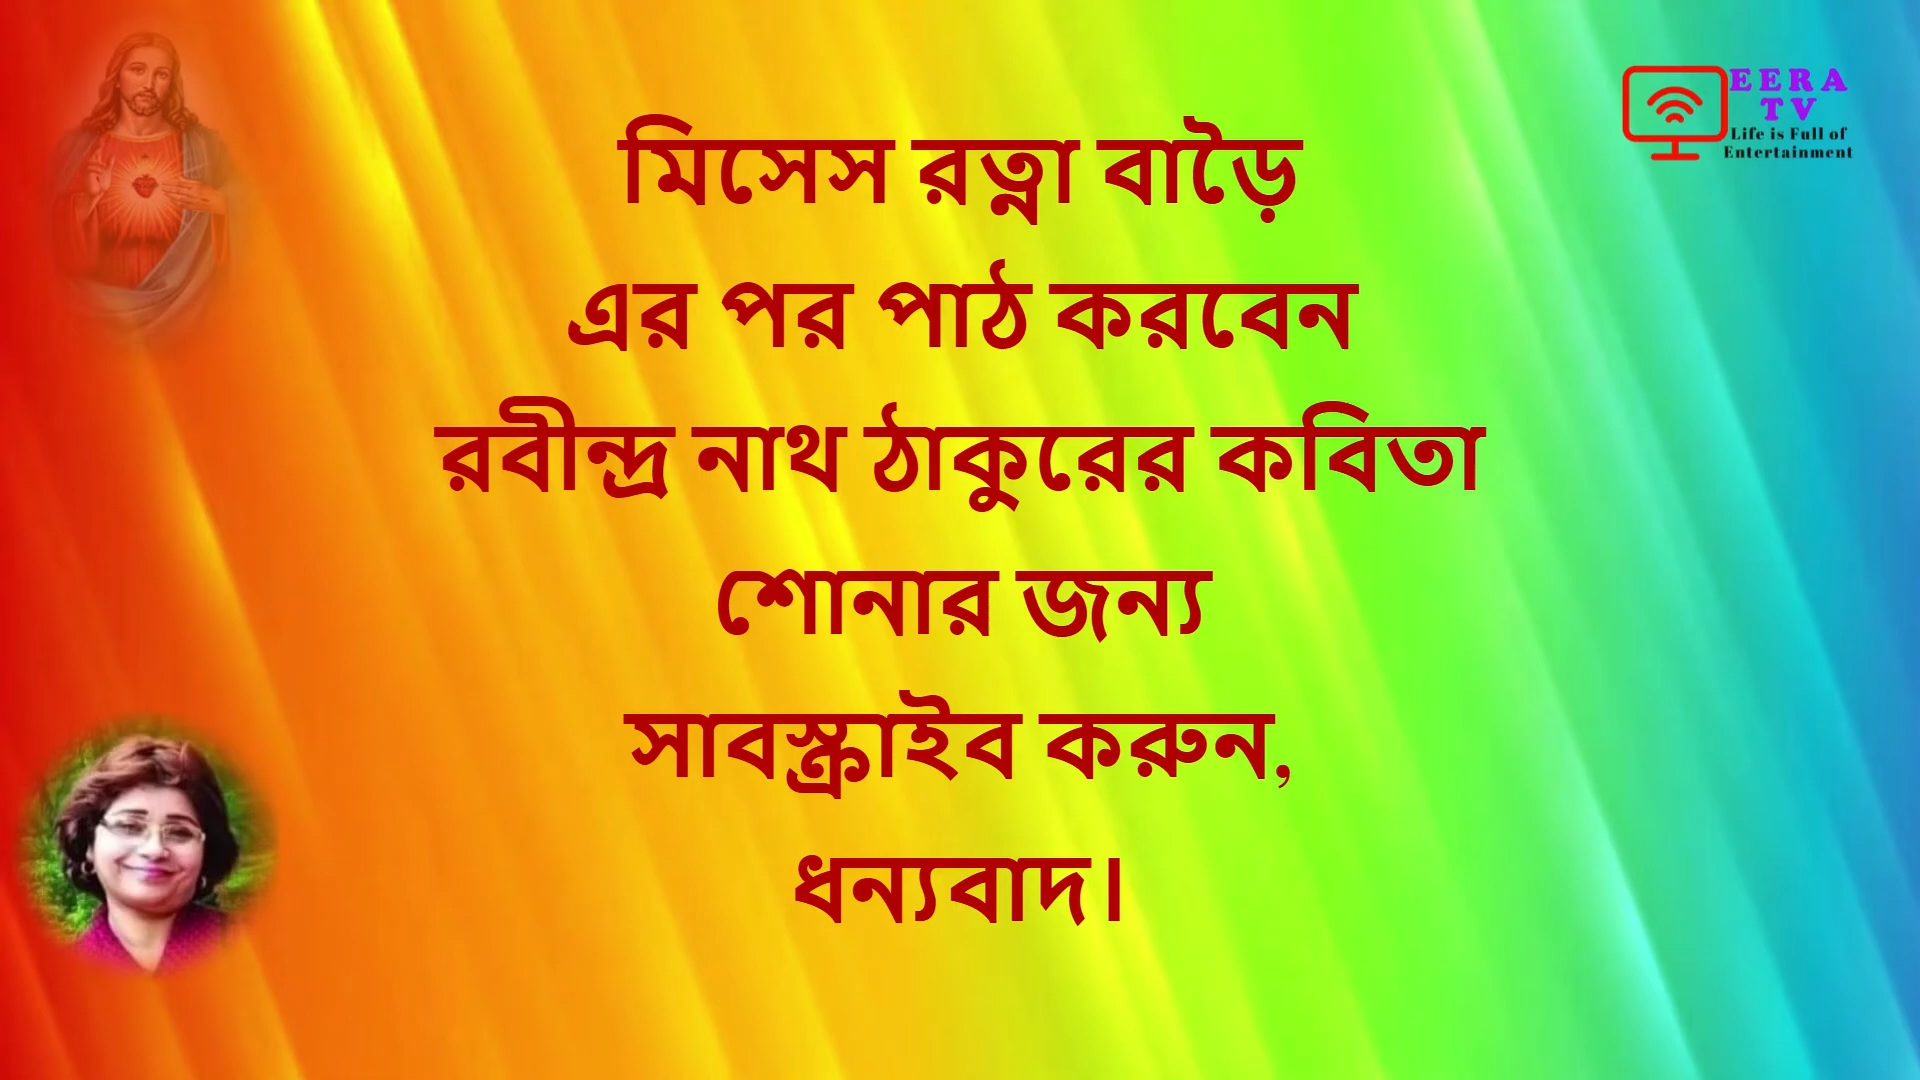 মিসেস রত্না বাড়ৈ
এর পর পাঠ করবেন
রবীন্দ্র নাথ ঠাকুরের কবিতা
শোনার জন্য
সাবস্ক্রাইব করুন,
ধন্যবাদ।
EERA
TV
Life is Full of
Entertainment